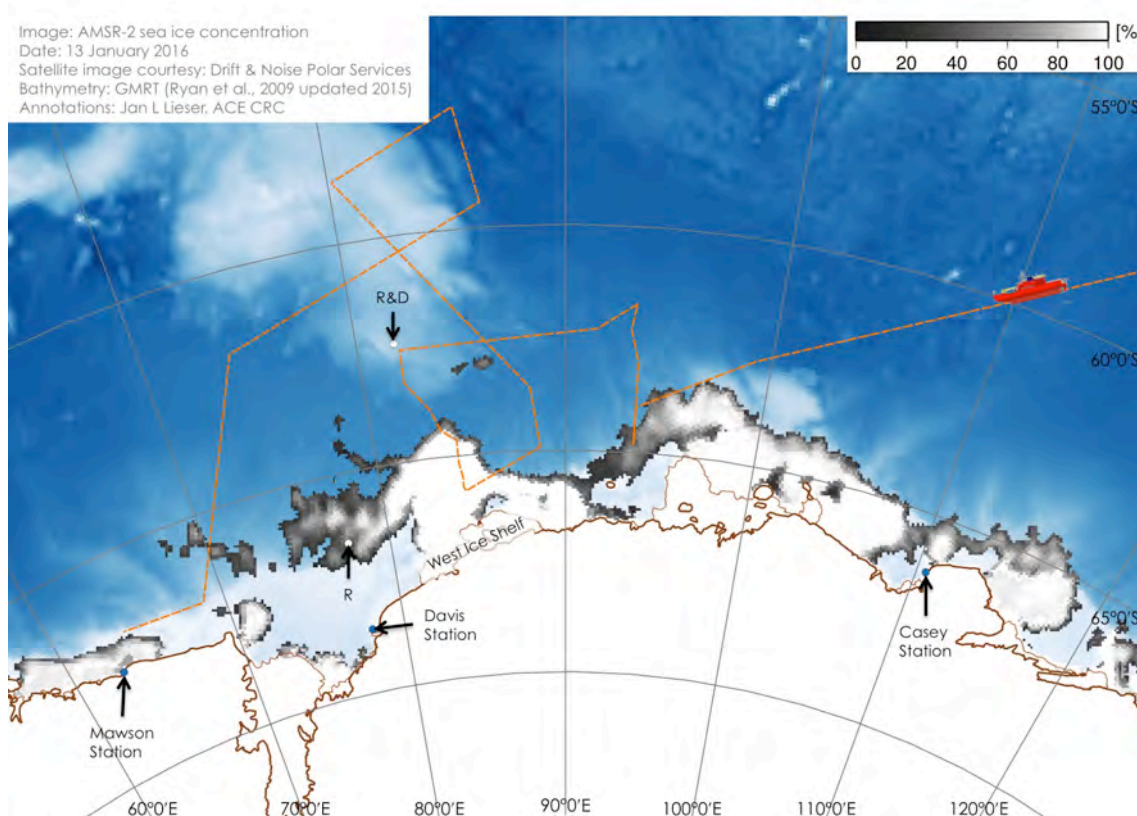 Image: AMSR-2 sea ice concentration
Date: 13 January 2016
Satellite image courtesy: Drift & Noise Polar Services
Bathymetry: GMRT (Ryan et al., 2009 updated 2015)
Annotations: Jan L Lieser, ACE CRC
[%
0 20 40 60 80 100
55°0'S
R&D
60°0'S
West Ice Shelf
R
Davis
Station
Casey
Station
65°0'S
Mawson
Station
60°0'E 70°0'E 80°0'E 90°0'E 100°0'E 110°0'E 120°0'E